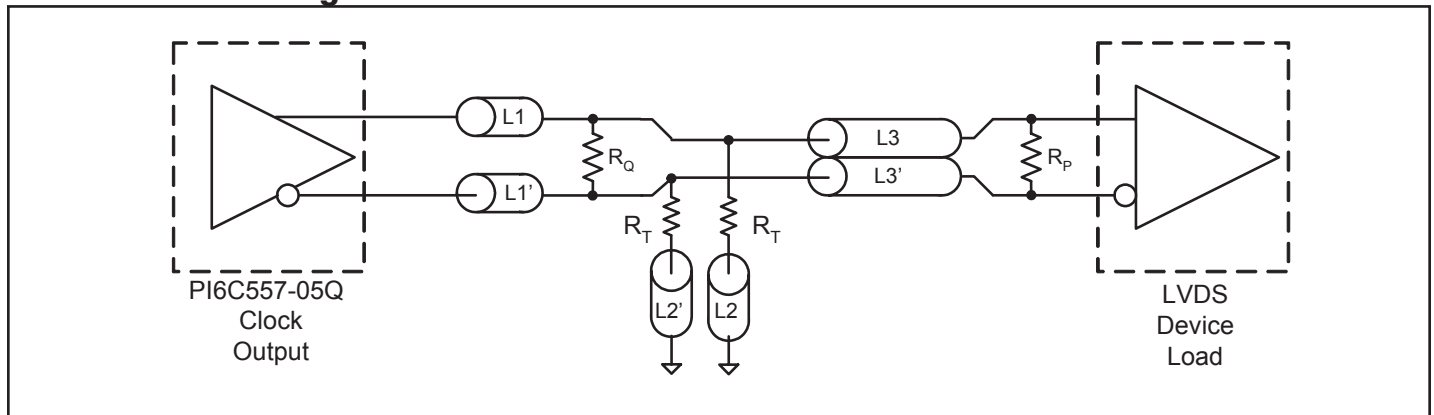 g
L1
R_Q
L1'
R_T
R_T
L2'
L2
L3
L3'
R_P
PI6C557-05Q
Clock
Output
LVDS
Device
Load